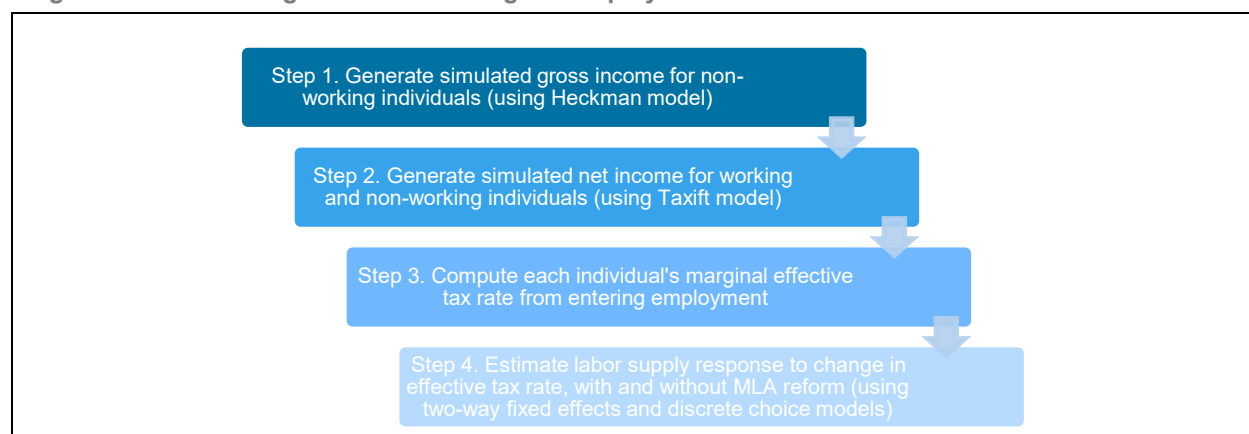 Step 1. Generate simulated gross income for non-
working individuals (using Heckman model)
Step 2. Generate simulated net income for working
and non-working individuals (using Taxift model)
Step 3. Compute each individual's marginal effective
tax rate from entering employment
Step 4. Estimate labor supply response to change in
effective tax rate, with and without MLA reform (using
two-way fixed effects and discrete choice models)